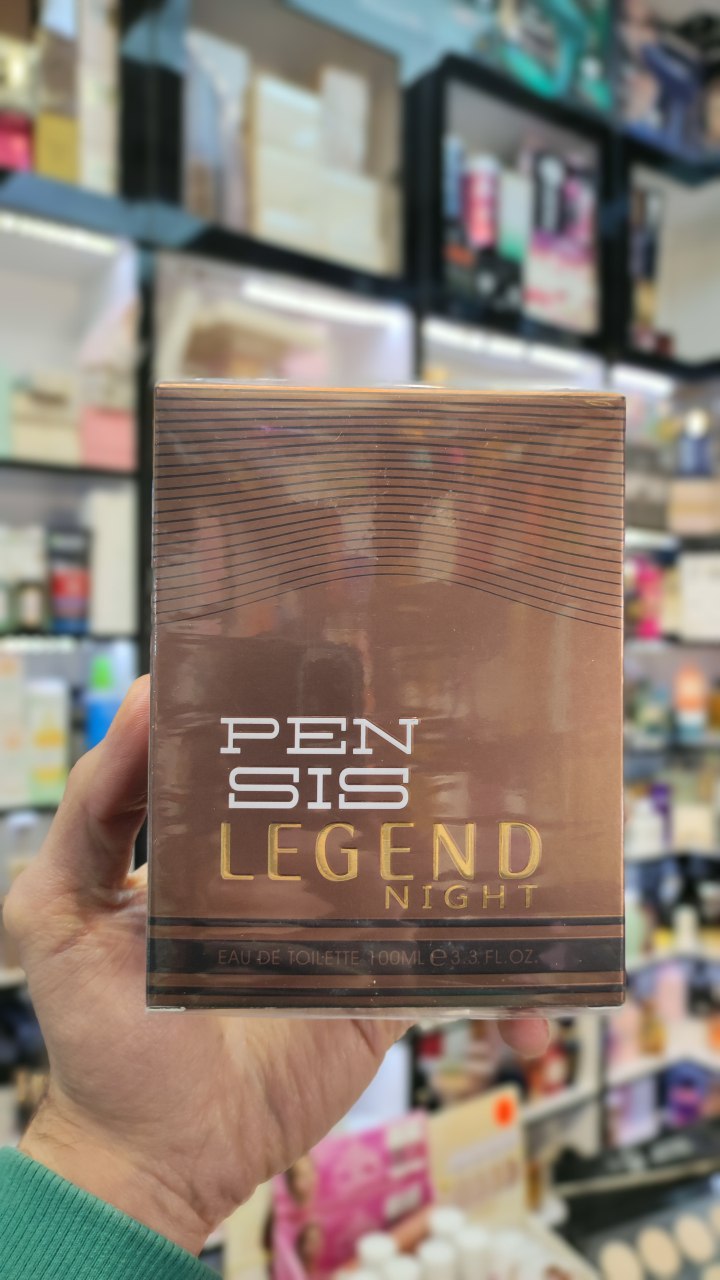 PEN
SIS
LEGEND
NIGHT
EAU DE TOILETTE 100ML ℮ 3.3 FL.OZ.